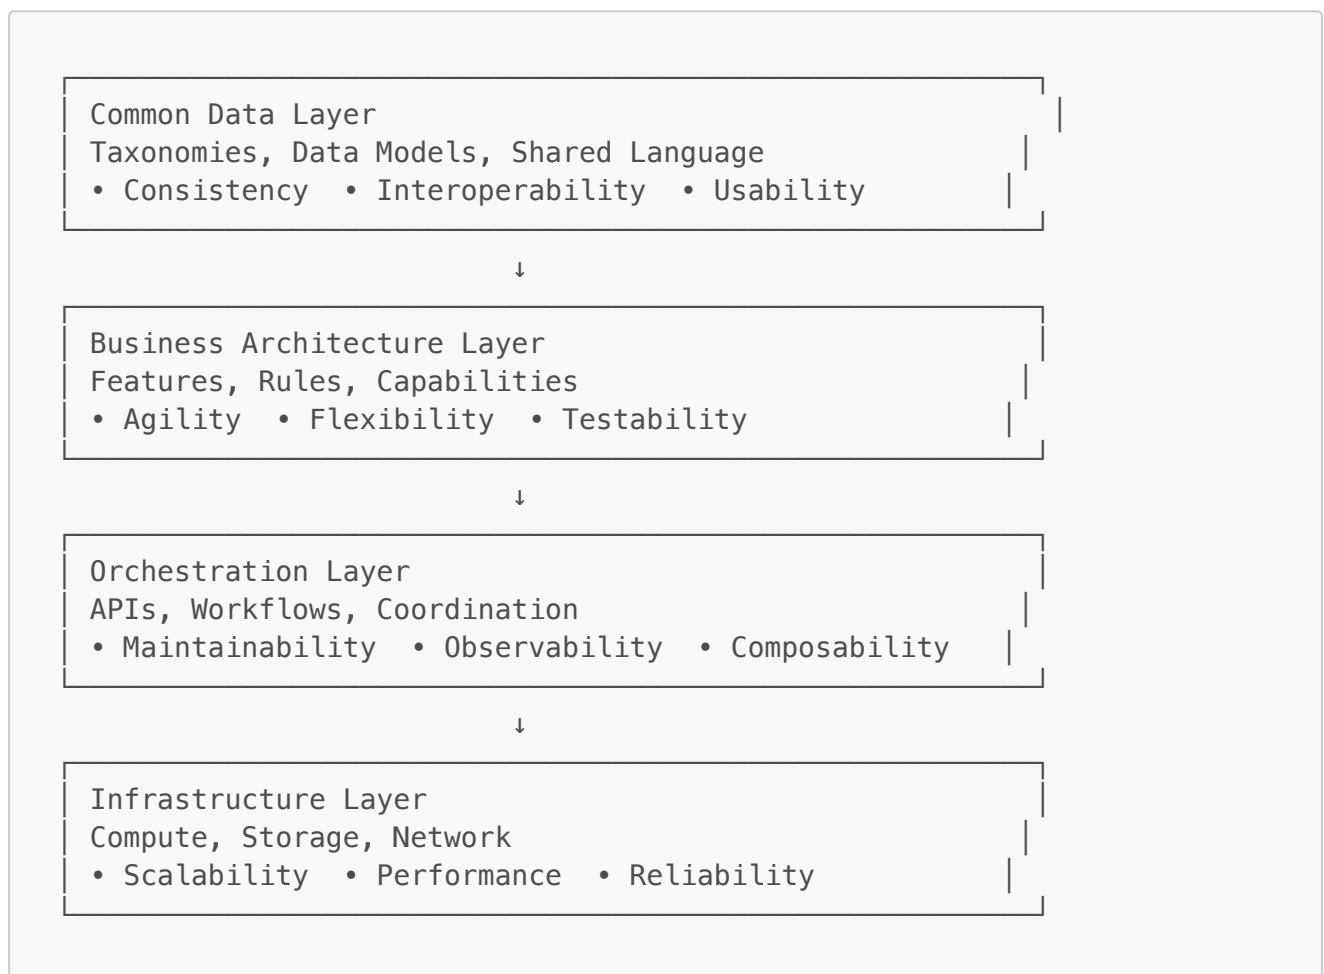 Common Data Layer
Taxonomies, Data Models, Shared Language
• Consistency  • Interoperability  • Usability
↓
Business Architecture Layer
Features, Rules, Capabilities
• Agility  • Flexibility  • Testability
↓
Orchestration Layer
APIs, Workflows, Coordination
• Maintainability  • Observability  • Composability
↓
Infrastructure Layer
Compute, Storage, Network
• Scalability  • Performance  • Reliability